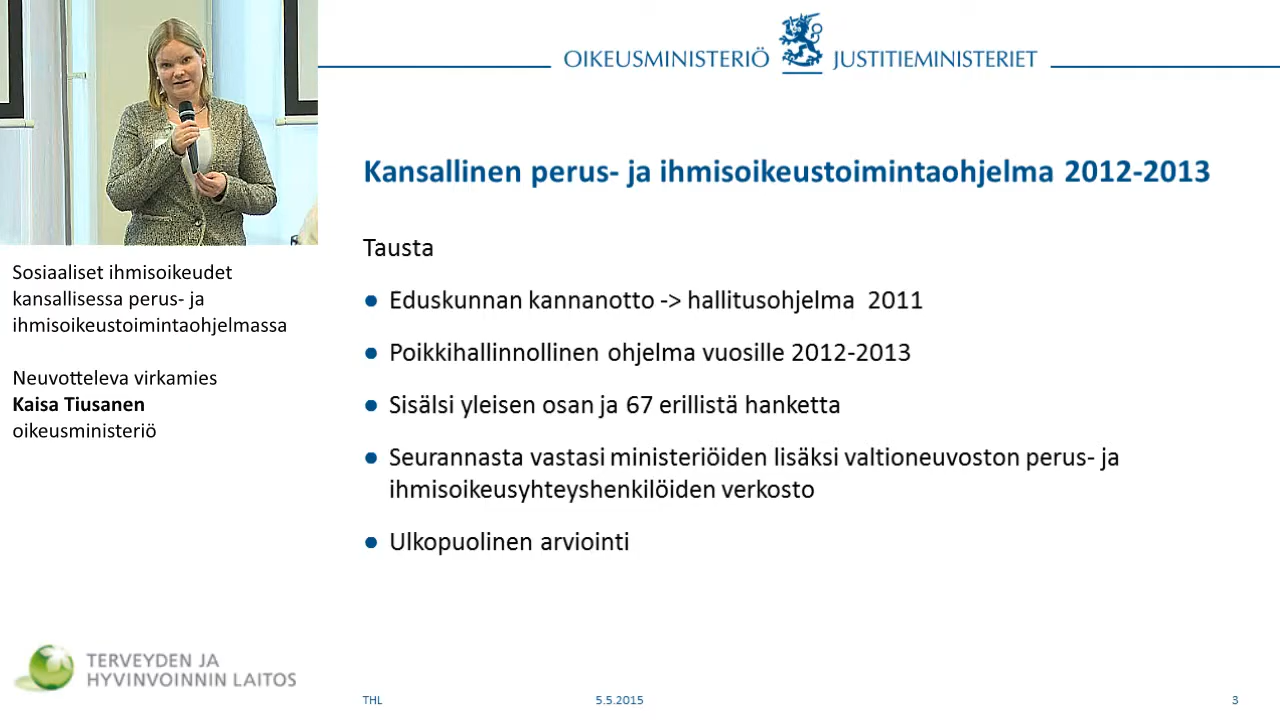 OIKEUSMINISTERIÖ JUSTITIEMINISTERIET
Kansallinen perus- ja ihmisoikeustoimintaohjelma 2012-2013
Tausta
● Eduskunnan kannanotto -> hallitusohjelma 2011
● Poikkihallinnollinen ohjelma vuosille 2012-2013
● Sisälsi yleisen osan ja 67 erillistä hanketta
● Seurannasta vastasi ministeriöiden lisäksi valtioneuvoston perus- ja
ihmisoikeusyhteyshenkilöiden verkosto
● Ulkopuolinen arviointi
Sosiaaliset ihmisoikeudet
kansallisessa perus- ja
ihmisoikeustoimintaohjelmassa
Neuvotteleva virkamies
Kaisa Tiusanen
oikeusministeriö
TERVEYDEN JA
HYVINVOINNIN LAITOS
THL 5.5.2015 3